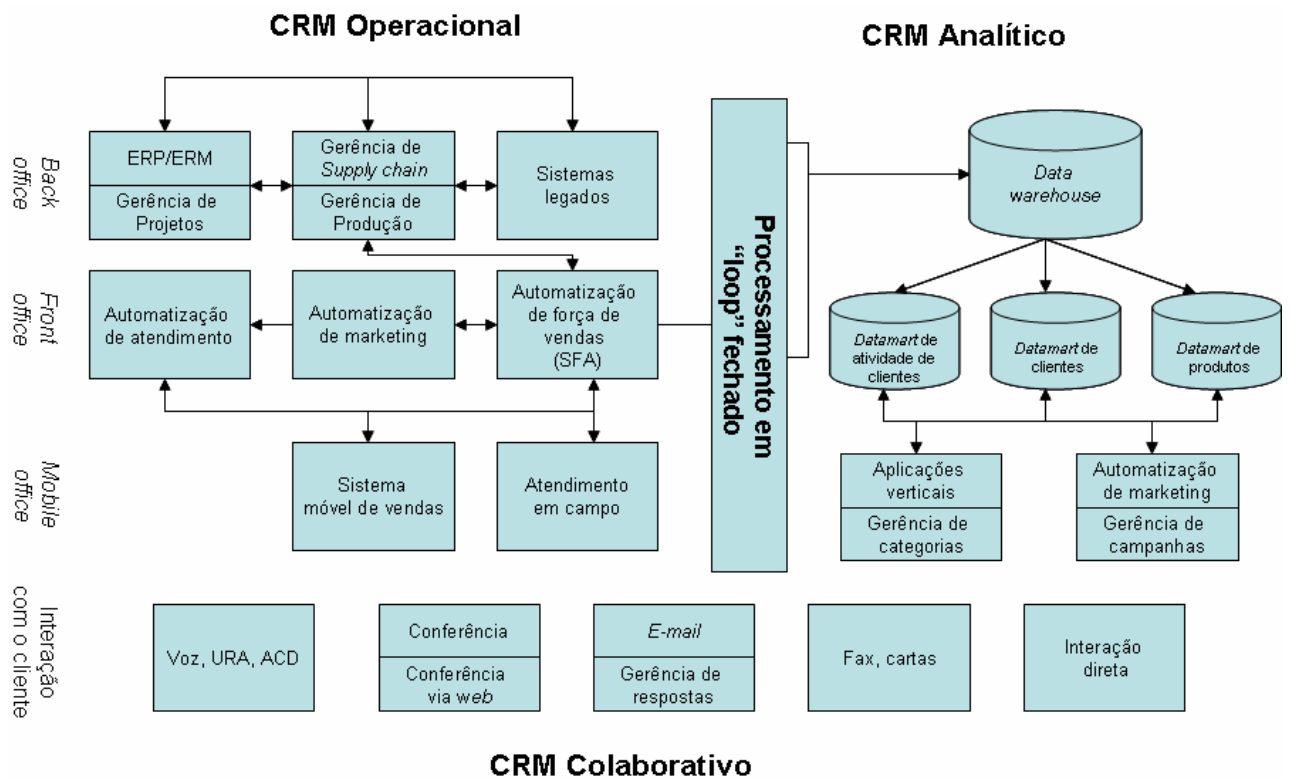 CRM Operacional
CRM Analítico
Back
office
ERP/ERM
Gerência de
Projetos
Gerência de
Supply chain
Gerência de
Produção
Sistemas
legados
Front
office
Automatização
de atendimento
Automatização
de marketing
Automatização
de força de
vendas
(SFA)
Mobile
office
Sistema
móvel de vendas
Atendimento
em campo
Processamento em
“loop” fechado
Data
warehouse
Datamart de
atividade de
clientes
Datamart de
clientes
Datamart de
produtos
Aplicações
verticais
Gerência de
categorias
Automatização
de marketing
Gerência de
campanhas
Interação
com o cliente
Voz, URA, ACD
Conferência
Conferência
via web
E-mail
Gerência de
respostas
Fax, cartas
Interação
direta
CRM Colaborativo